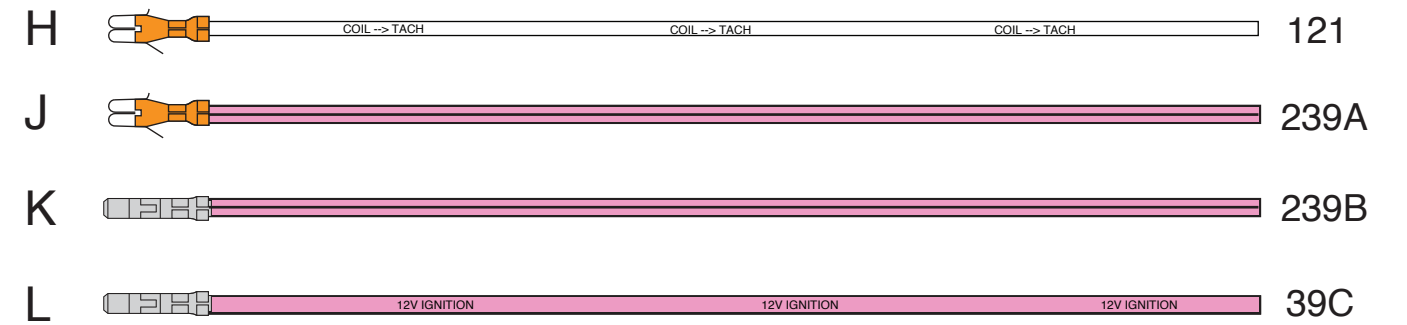 H COIL --> TACH COIL --> TACH COIL --> TACH 121
J 239A
K 239B
L 12V IGNITION 12V IGNITION 12V IGNITION 39C